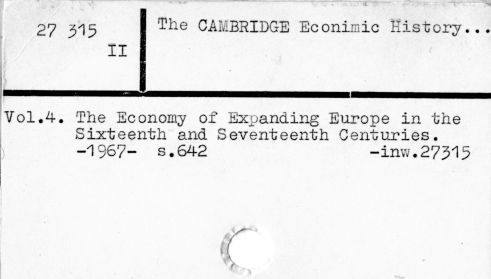 27 315
II
The CAMBRIDGE Econimic History...
Vol.4. The Economy of Expanding Europe in the
Sixteenth and Seventeenth Centuries.
-1967- s.642 -inw.27315